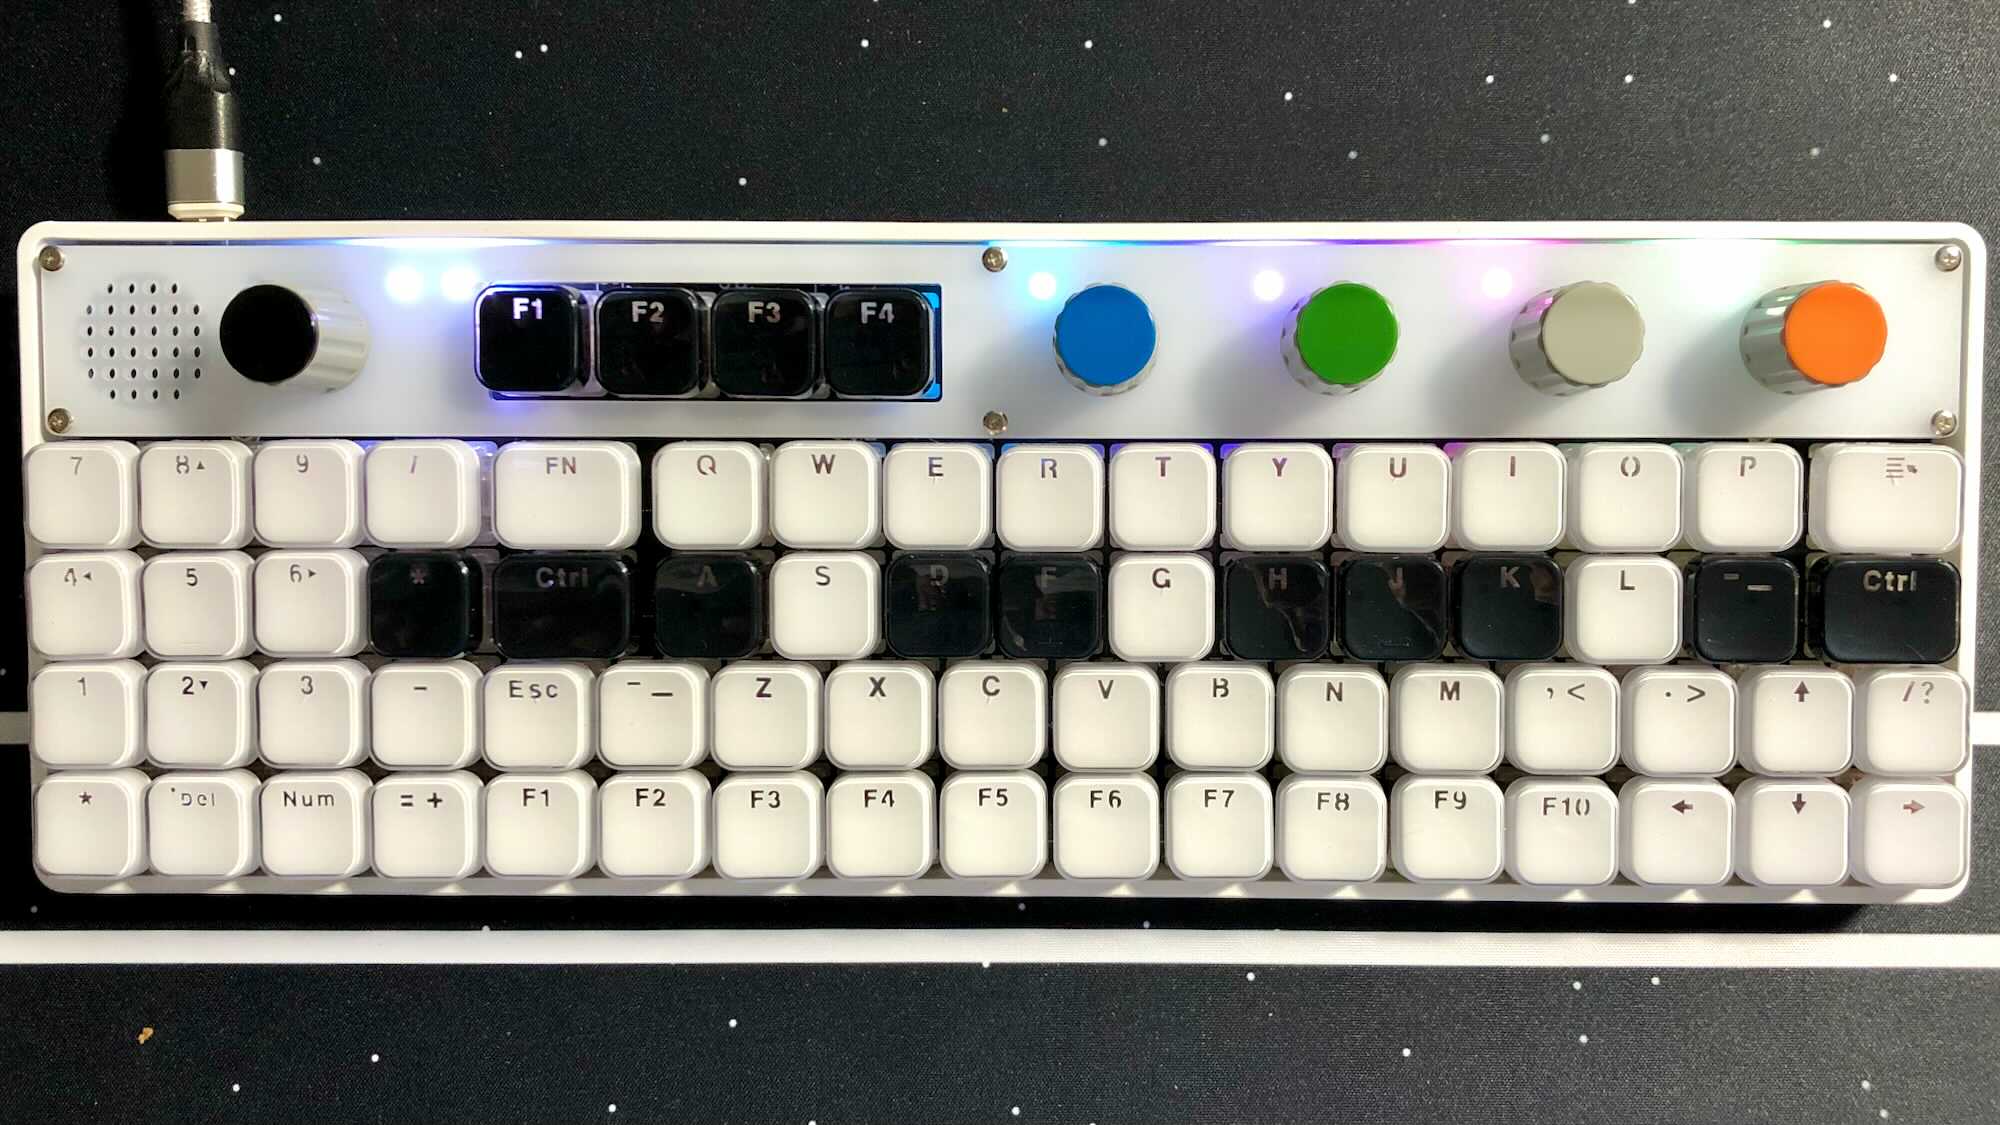 F1 F2 F3 F4
7 8▲ 9 / FN Q W E R T Y U I O P
4◀ 5 6▶ * Ctrl A S D F G H J K L - _ Ctrl
1 2▼ 3 - Esc - _ Z X C V B N M , < . > ↑ / ?
* .Del Num = + F1 F2 F3 F4 F5 F6 F7 F8 F9 F10 ← ↓ →